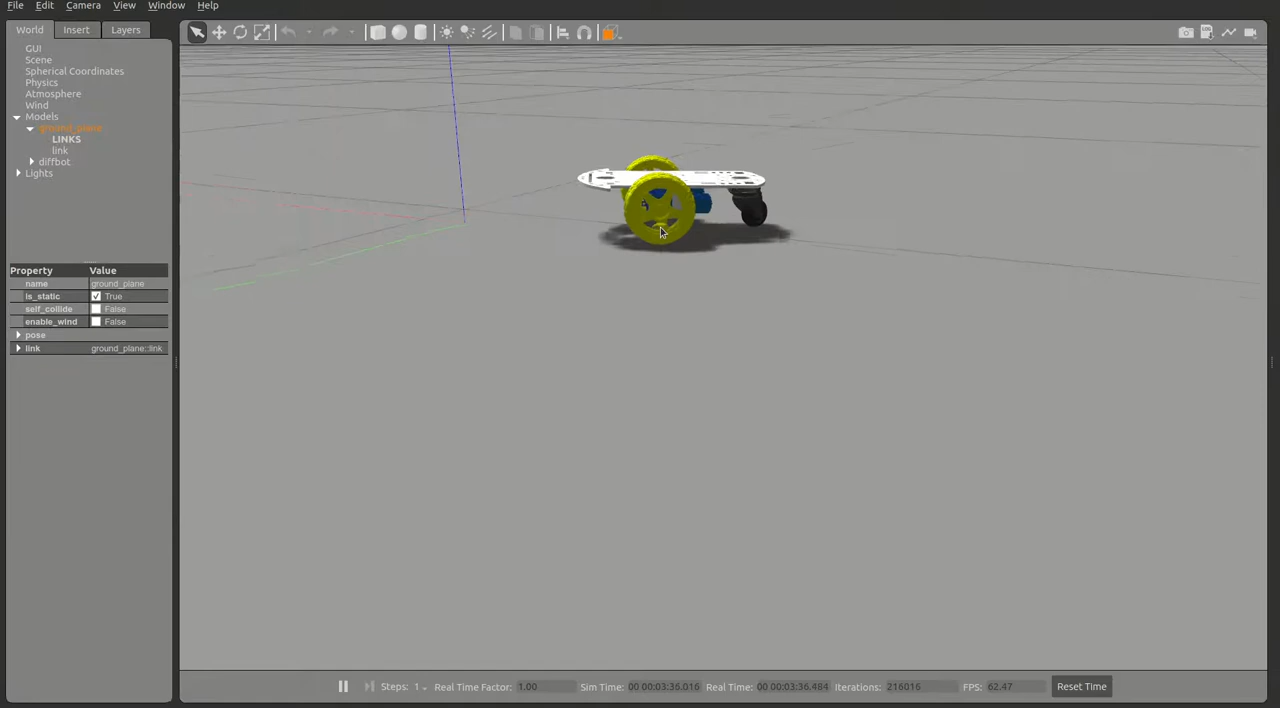 File Edit Camera View Window Help
World Insert Layers
GUI
Scene
Spherical Coordinates
Physics
Atmosphere
Wind
Models
ground_plane
LINKS
link
diffbot
Lights
Property Value
name ground_plane
is_static True
self_collide False
enable_wind False
pose
link ground_plane::link
Steps: 1 Real Time Factor: 1.00 Sim Time: 00 00:03:36.016 Real Time: 00 00:03:36.484 Iterations: 216016 FPS: 62.47 Reset Time